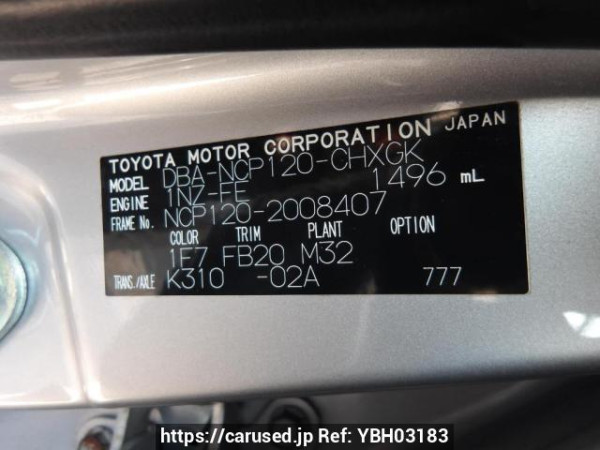 TOYOTA MOTOR CORPORATION JAPAN
MODEL DBA-NCP120-CHXGK
ENGINE 1NZ-FE 1496 mL
FRAME No. NCP120-2008407
COLOR TRIM PLANT OPTION
1F7 FB20 M32
TRANS./AXLE K310 -02A 777
https://carused.jp Ref: YBH03183